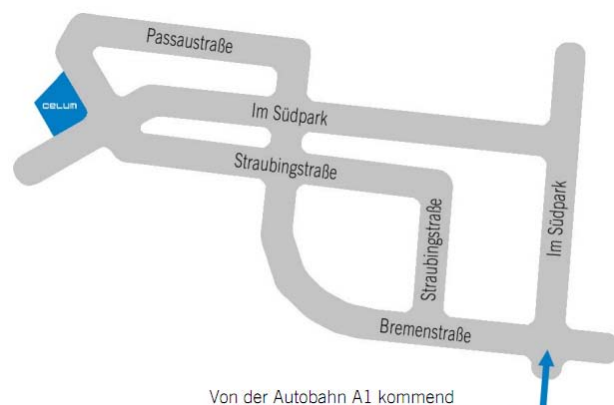 Passaustraße
CELUM
Im Südpark
Straubingstraße
Straubingstraße
Im Südpark
Bremenstraße
Von der Autobahn A1 kommend